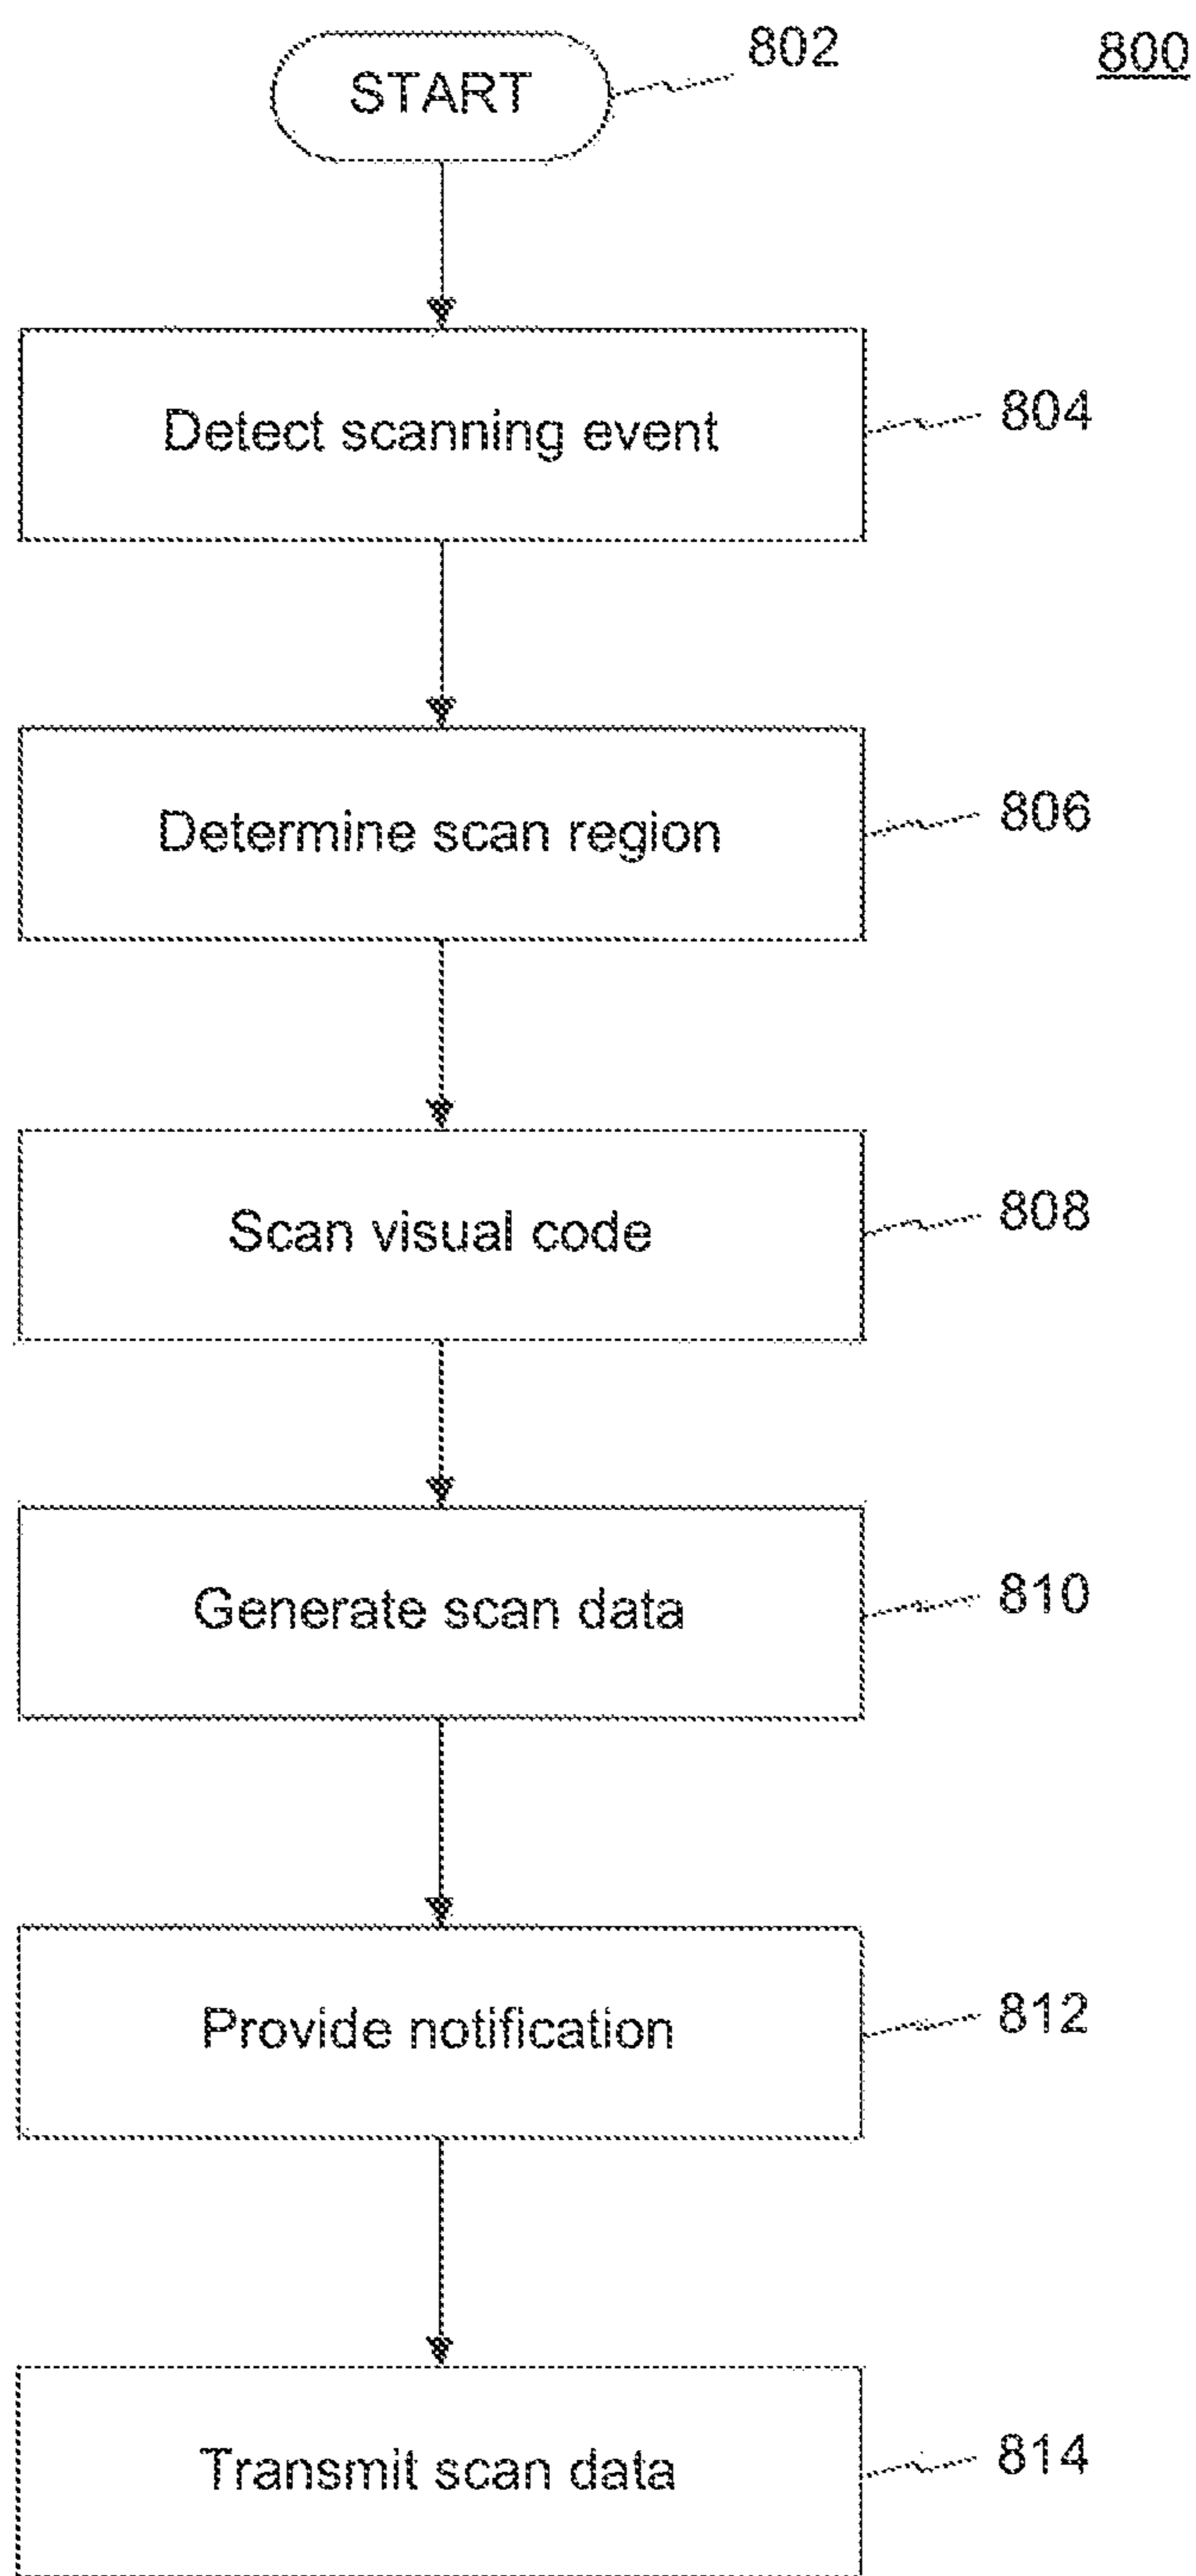 800
START
802
Detect scanning event
804
Determine scan region
806
Scan visual code
808
Generate scan data
810
Provide notification
812
Transmit scan data
814